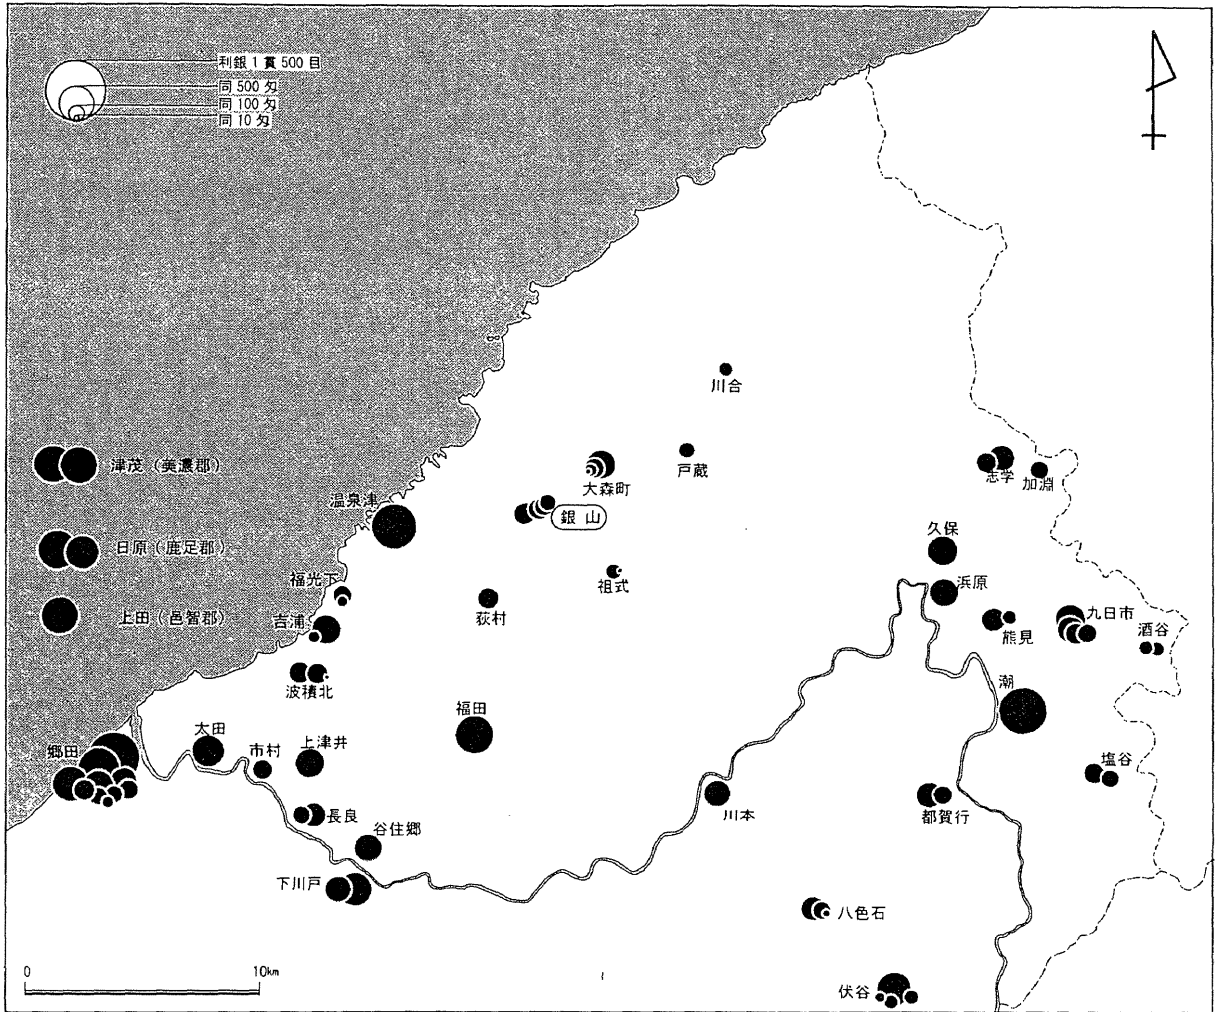 利銀1貫500目
同500匁
同100匁
同10匁
川合
戸蔵
大森町
銀山
志学
加淵
津茂（美濃郡）
温泉津
久保
日原（鹿足郡）
福光下
祖式
浜原
荻村
九日市
上田（邑智郡）
吉浦
熊見
酒谷
波積北
潮
福田
太田
郷田
市村
上津井
塩谷
長良
川本
都賀行
谷住郷
下川戸
八色石
伏谷
0
10km